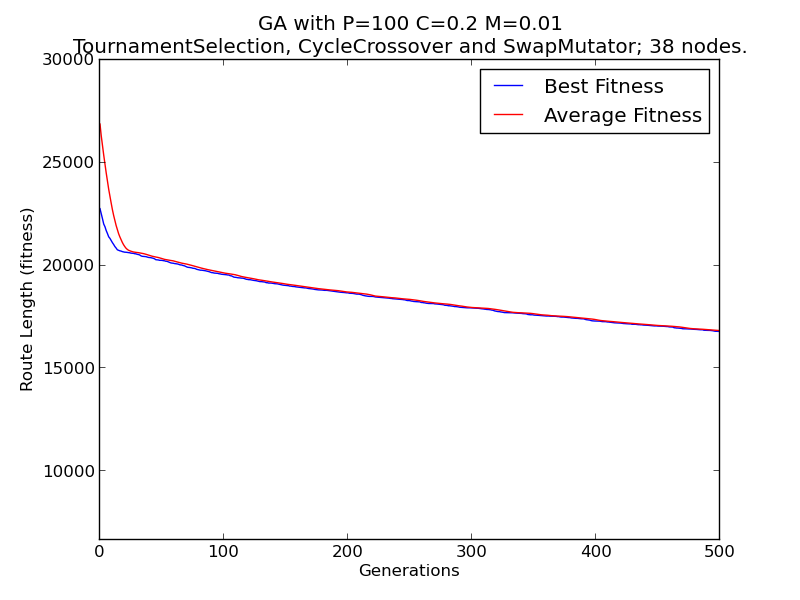 GA with P=100 C=0.2 M=0.01
TournamentSelection, CycleCrossover and SwapMutator; 38 nodes.
30000
25000
20000
15000
10000
Route Length (fitness)
Best Fitness
Average Fitness
0 100 200 300 400 500
Generations